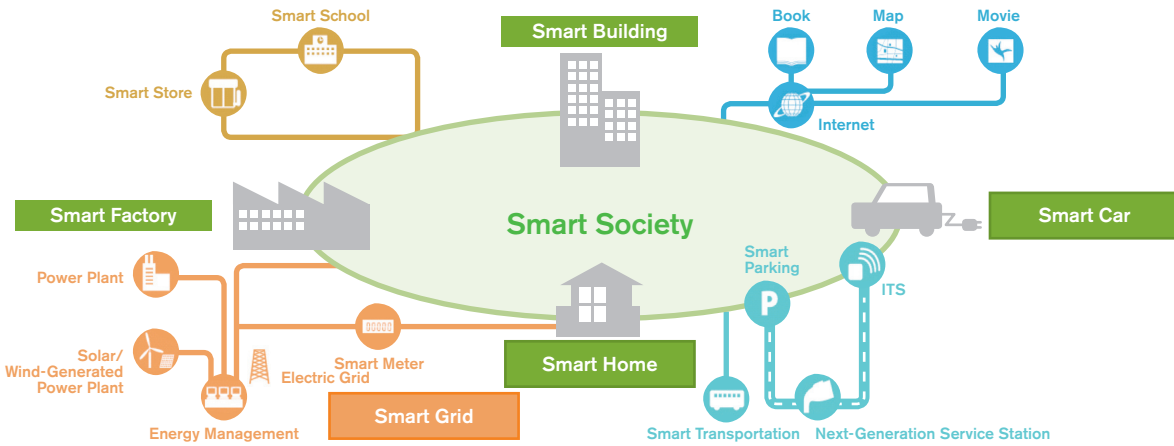 Smart School
Smart Building
Book
Map
Movie
Smart Store
Internet
Smart Factory
Smart Society
Smart Car
Power Plant
Smart
Parking
P
ITS
Solar/
Wind-Generated
Power Plant
Smart Meter
Electric Grid
Smart Home
Smart Grid
Energy Management
Smart Transportation
Next-Generation Service Station